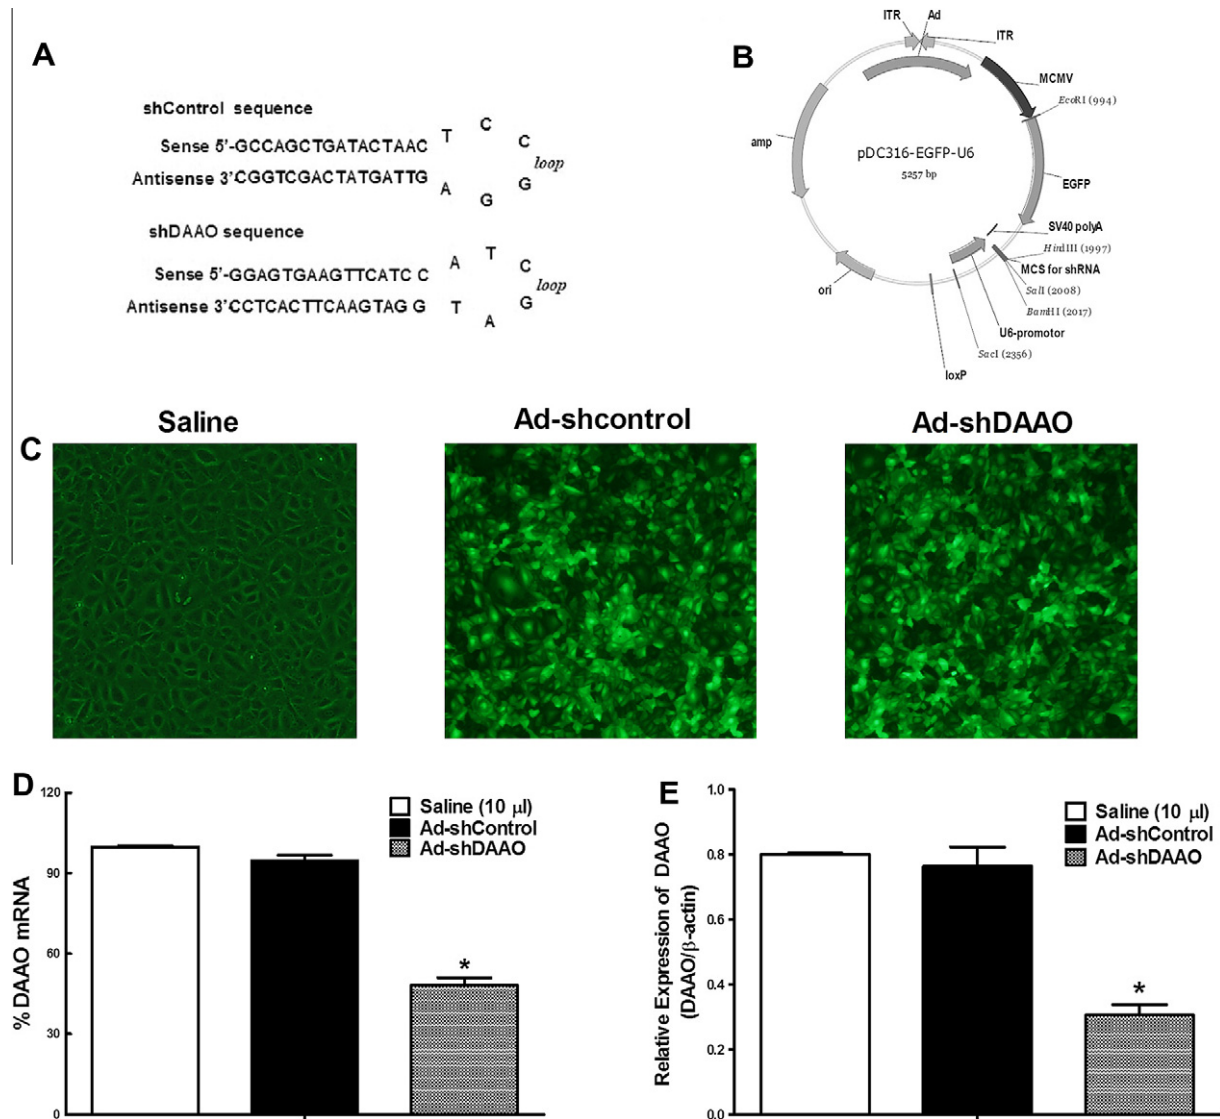 A
shControl sequence
Sense 5'-GCCAGCTGATACTAAC
Antisense 3'CGGTCGACTATGATTG
T C C G G A
loop
shDAAO sequence
Sense 5'-GGAGTGAAGTTCATC C
Antisense 3'CCTCACTTCAAGTAG G
A T C G A T
loop
B
ITR
Ad
ITR
MCMV
EcoRI (994)
amp
pDC316-EGFP-U6
5257 bp
EGFP
SV40 polyA
HindIII (1997)
MCS for shRNA
SalI (2008)
BamHI (2017)
U6-promotor
SacI (2356)
loxP
ori
C
Saline
Ad-shcontrol
Ad-shDAAO
D
% DAAO mRNA
120
90
60
30
0
Saline (10 µl)
Ad-shControl
Ad-shDAAO
*
E
Relative Expression of DAAO
(DAAO/β-actin)
1.0
0.8
0.6
0.4
0.2
0.0
Saline (10 µl)
Ad-shControl
Ad-shDAAO
*